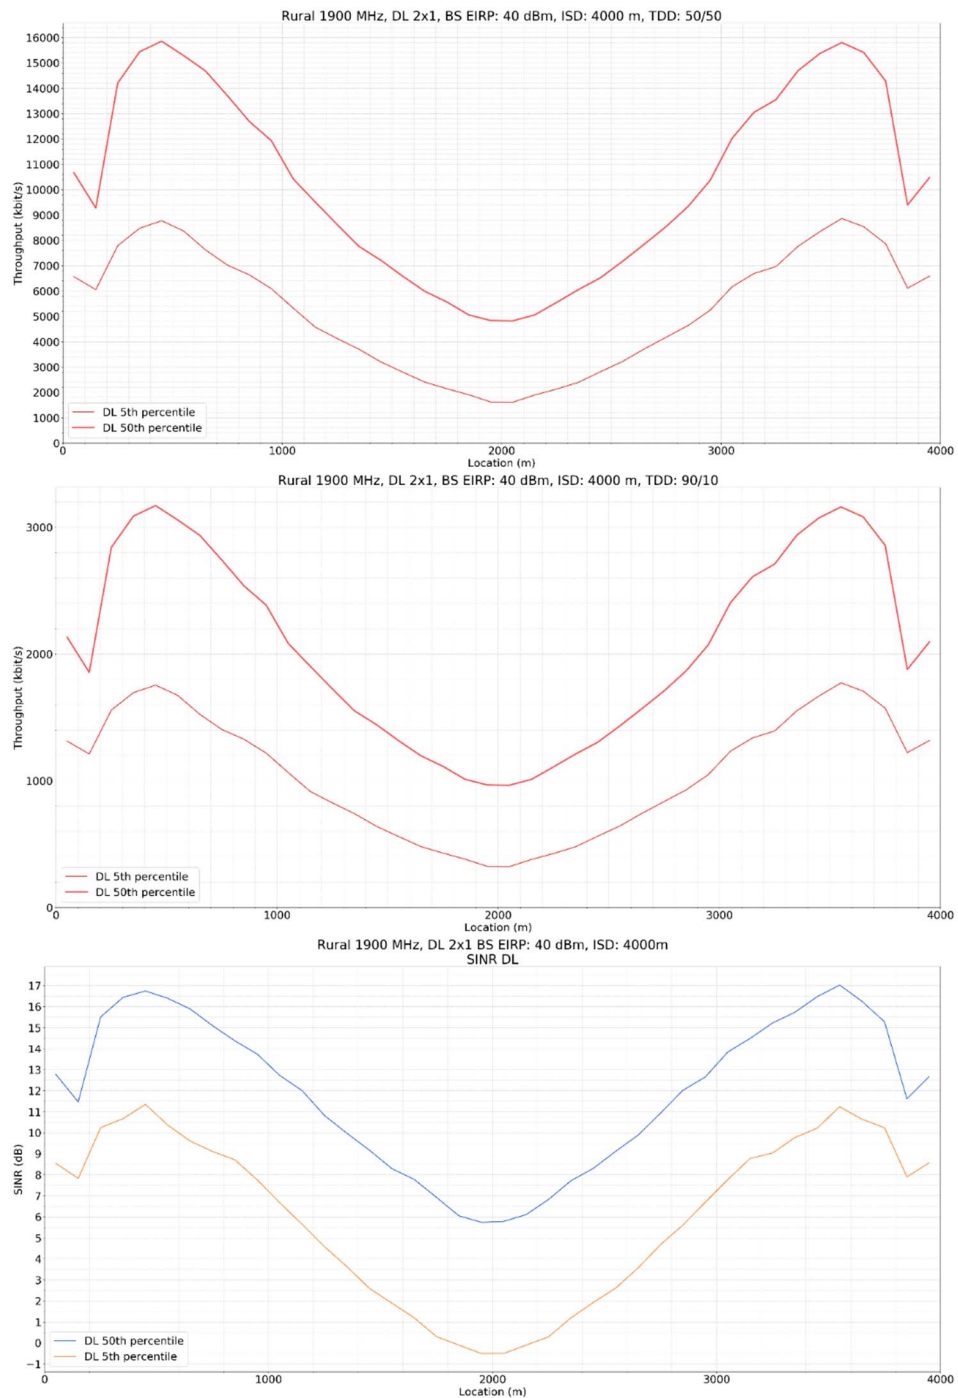 Rural 1900 MHz, DL 2x1, BS EIRP: 40 dBm, ISD: 4000 m, TDD: 50/50
16000
15000
14000
13000
12000
11000
10000
9000
8000
7000
6000
5000
4000
3000
2000
1000
0
Throughput (kbit/s)
DL 5th percentile
DL 50th percentile
0 1000 2000 3000 4000
Location (m)
Rural 1900 MHz, DL 2x1, BS EIRP: 40 dBm, ISD: 4000 m, TDD: 90/10
3000
2000
1000
0
Throughput (kbit/s)
DL 5th percentile
DL 50th percentile
0 1000 2000 3000 4000
Location (m)
Rural 1900 MHz, DL 2x1 BS EIRP: 40 dBm, ISD: 4000m
SINR DL
17
16
15
14
13
12
11
10
9
8
7
6
5
4
3
2
1
0
−1
SINR (dB)
DL 50th percentile
DL 5th percentile
0 1000 2000 3000 4000
Location (m)